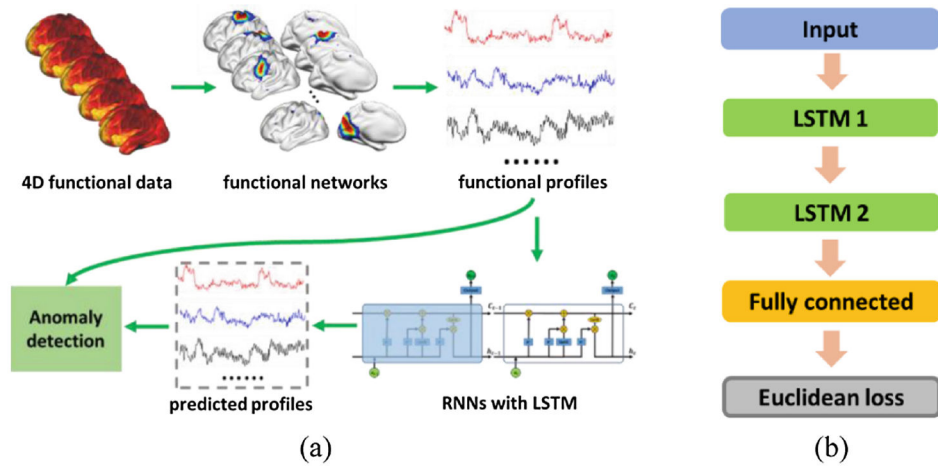 4D functional data
functional networks
functional profiles
Anomaly
detection
predicted profiles
RNNs with LSTM
(a)
Input
LSTM 1
LSTM 2
Fully connected
Euclidean loss
(b)